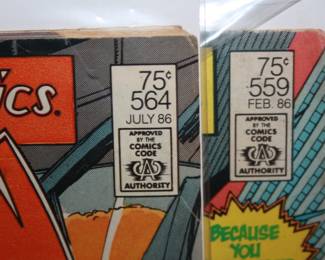 ICS
75¢
564
JULY 86
APPROVED
BY THE
COMICS
CODE
CA
AUTHORITY
75¢
559
FEB. 86
APPROVED
BY THE
COMICS
CODE
CA
AUTHORITY
BECAUSE
YOU